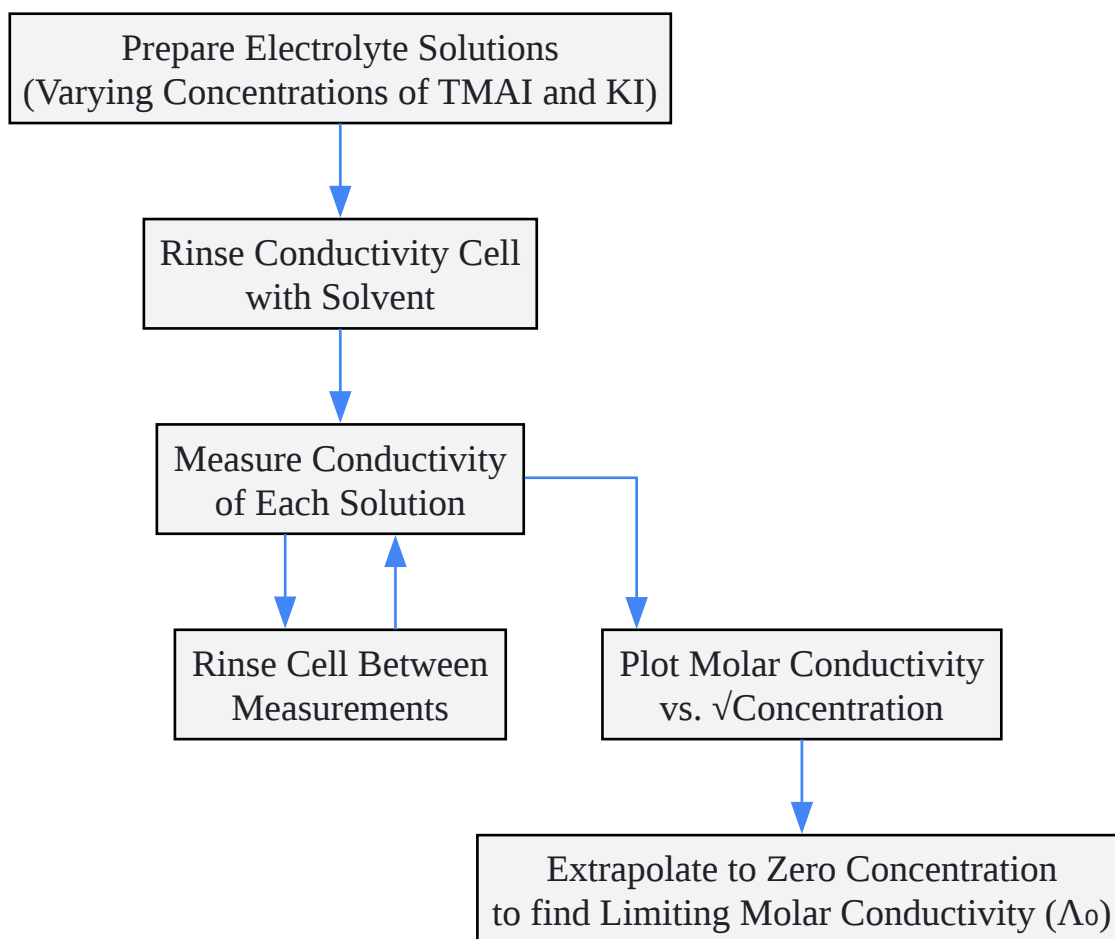 Prepare Electrolyte Solutions
(Varying Concentrations of TMAI and KI)
Rinse Conductivity Cell
with Solvent
Measure Conductivity
of Each Solution
Rinse Cell Between
Measurements
Plot Molar Conductivity
vs. √Concentration
Extrapolate to Zero Concentration
to find Limiting Molar Conductivity (Λ₀)